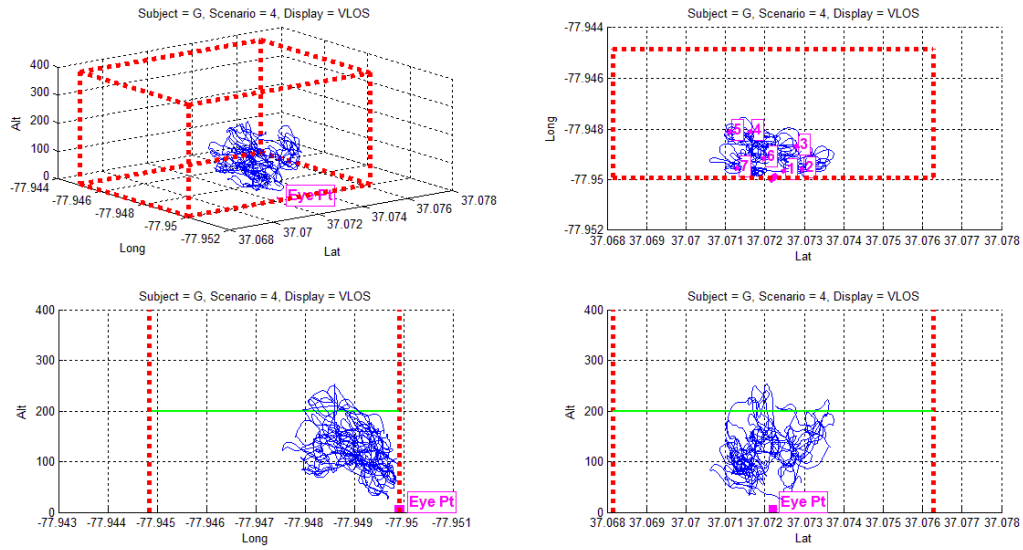 Subject = G, Scenario = 4, Display = VLOS
400
300
200
100
0
Alt
-77.944
-77.946
-77.948
-77.95
-77.952
Long
37.068
37.07
37.072
37.074
37.076
37.078
Lat
Eye Pt
Subject = G, Scenario = 4, Display = VLOS
-77.944
-77.946
-77.948
-77.95
-77.952
Long
5
4
3
6
7
1
2
37.068 37.069 37.07 37.071 37.072 37.073 37.074 37.075 37.076 37.077 37.078
Lat
Subject = G, Scenario = 4, Display = VLOS
400
300
200
100
0
Alt
Eye Pt
-77.943 -77.944 -77.945 -77.946 -77.947 -77.948 -77.949 -77.95 -77.951
Long
Subject = G, Scenario = 4, Display = VLOS
400
300
200
100
0
Alt
Eye Pt
37.068 37.069 37.07 37.071 37.072 37.073 37.074 37.075 37.076 37.077 37.078
Lat